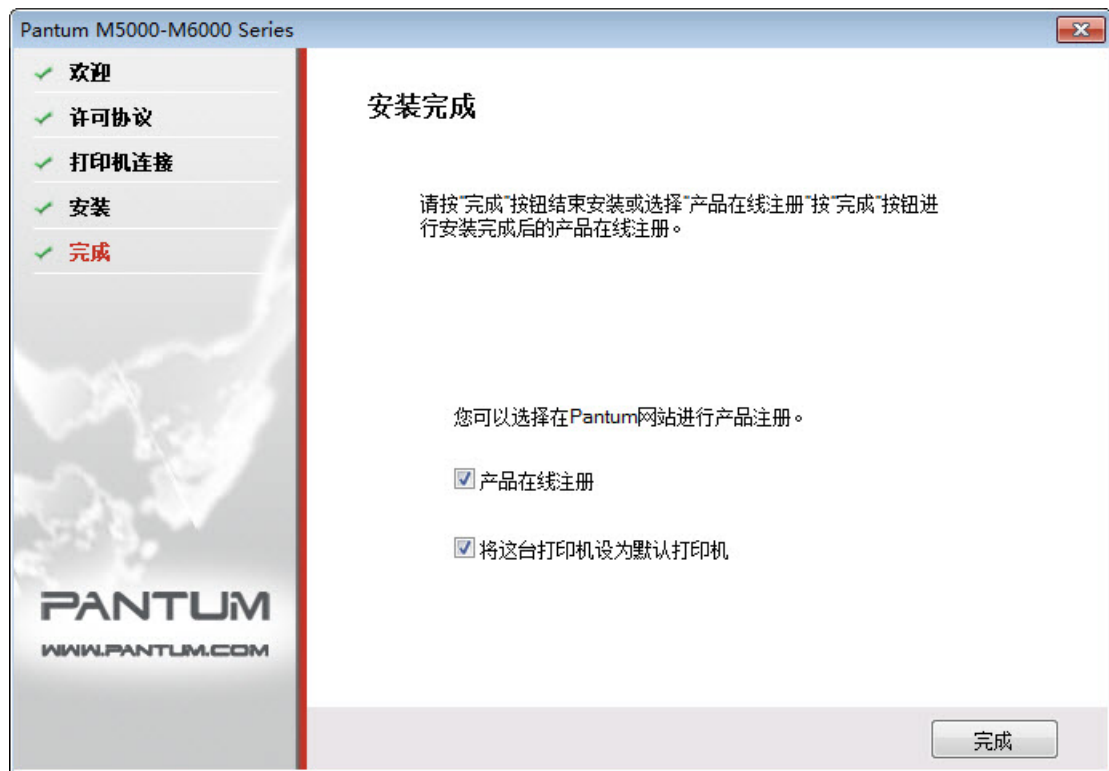 Pantum M5000-M6000 Series
欢迎
许可协议
打印机连接
安装
完成
安装完成
请按"完成"按钮结束安装或选择"产品在线注册"按"完成"按钮进
行安装完成后的产品在线注册。
您可以选择在Pantum网站进行产品注册。
产品在线注册
将这台打印机设为默认打印机
PANTUM
WWW.PANTUM.COM
完成